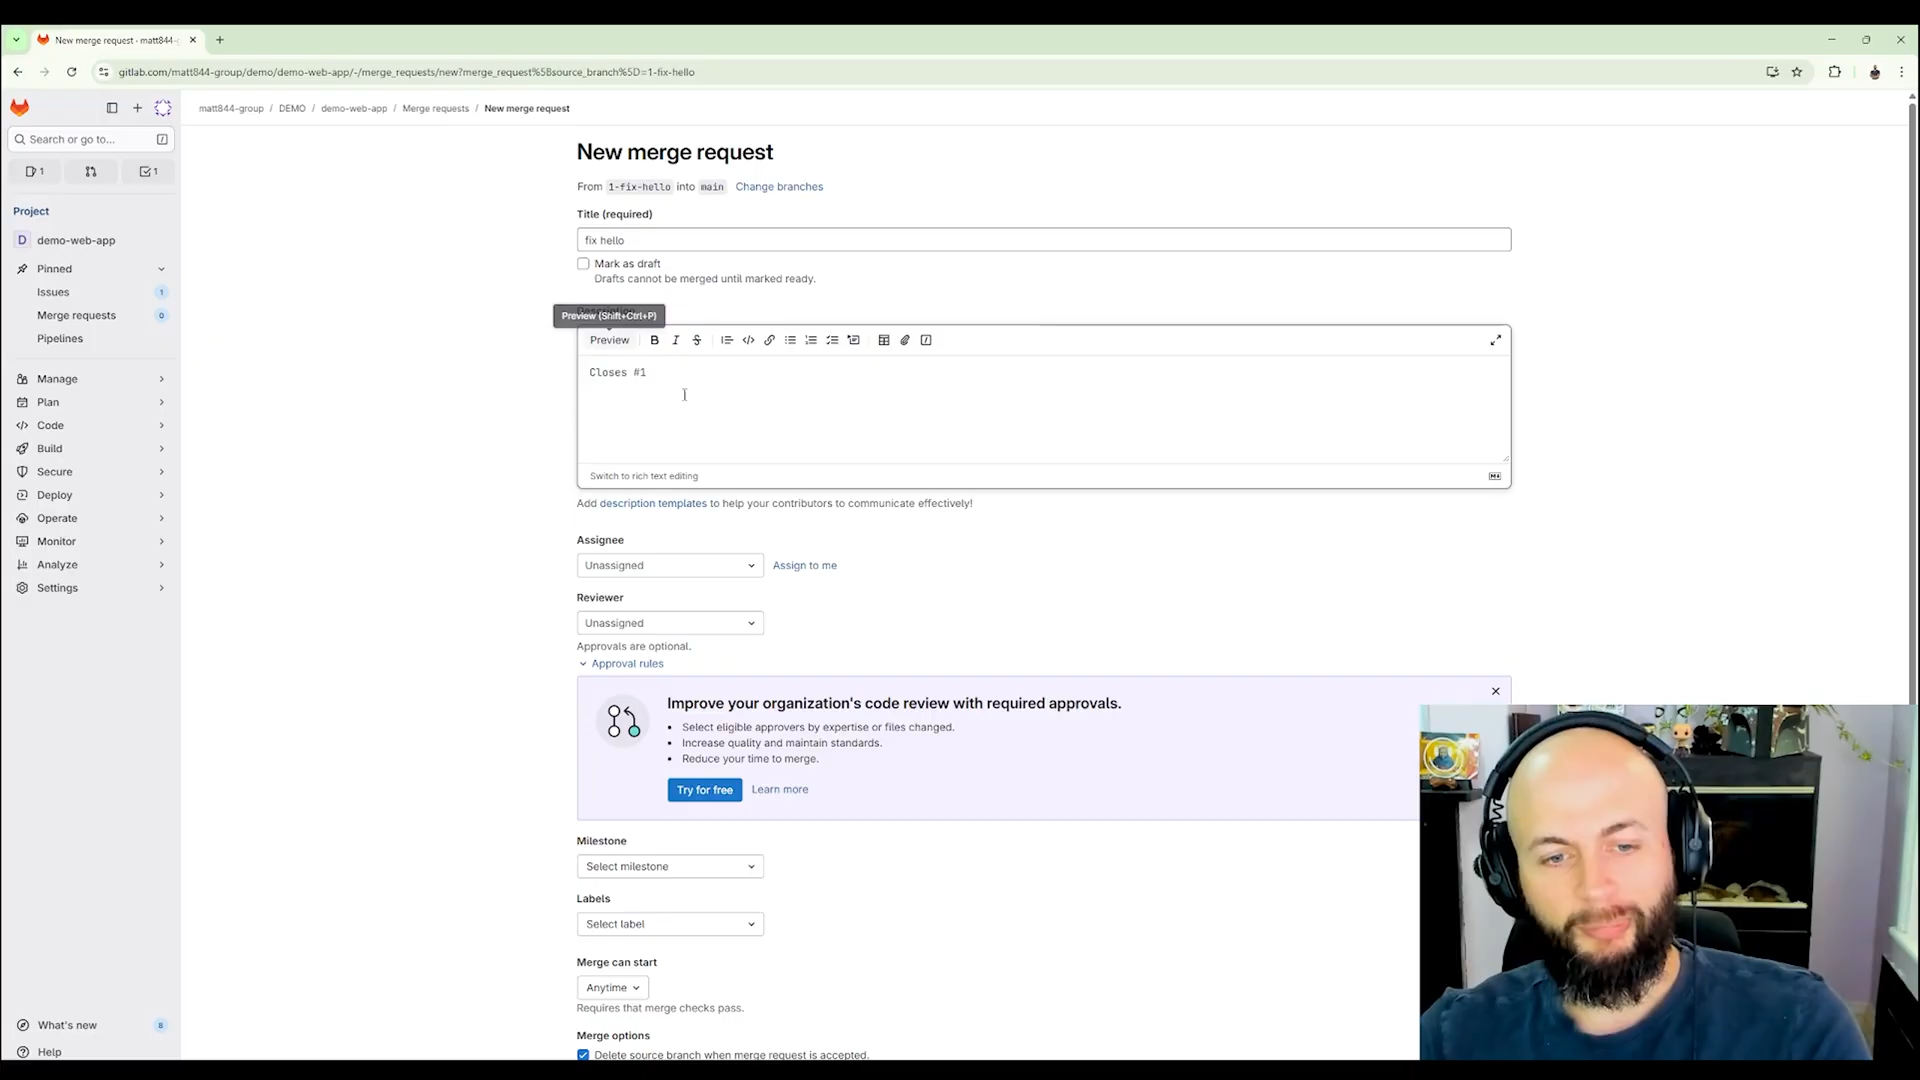 New merge request · matt844-
gitlab.com/matt844-group/demo/demo-web-app/-/merge_requests/new?merge_request%5Bsource_branch%5D=1-fix-hello
matt844-group / DEMO / demo-web-app / Merge requests / New merge request
Search or go to... /
1
1
Project
D demo-web-app
Pinned
Issues 1
Merge requests 0
Pipelines
Manage
Plan
Code
Build
Secure
Deploy
Operate
Monitor
Analyze
Settings
What's new 8
Help
New merge request
From 1-fix-hello into main Change branches
Title (required)
fix hello
Mark as draft
Drafts cannot be merged until marked ready.
Preview (Shift+Ctrl+P)
Preview
Closes #1
Switch to rich text editing
Add description templates to help your contributors to communicate effectively!
Assignee
Unassigned Assign to me
Reviewer
Unassigned
Approvals are optional.
Approval rules
Improve your organization's code review with required approvals.
• Select eligible approvers by expertise or files changed.
• Increase quality and maintain standards.
• Reduce your time to merge.
Try for free Learn more
Milestone
Select milestone
Labels
Select label
Merge can start
Anytime
Requires that merge checks pass.
Merge options
Delete source branch when merge request is accepted.